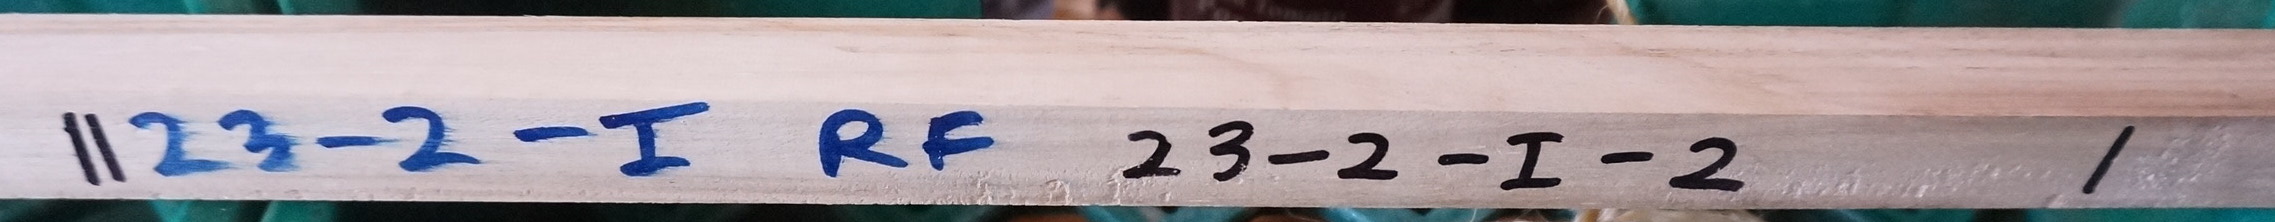 || 23-2-I RF 23-2-I-2 /